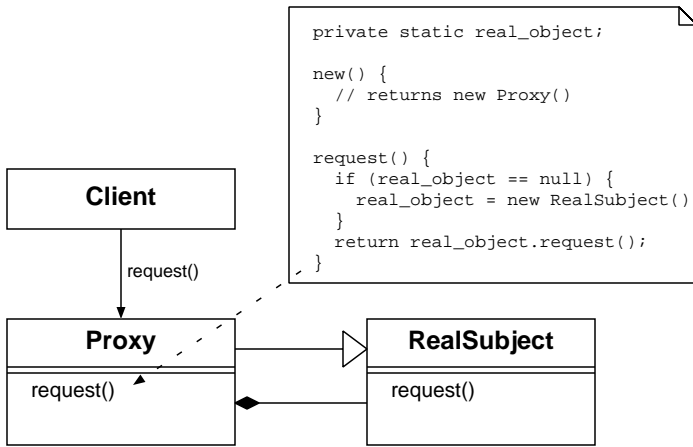 private static real_object;
new() {
// returns new Proxy()
}
request() {
if (real_object == null) {
real_object = new RealSubject()
}
return real_object.request();
}
Client
request()
Proxy
request()
RealSubject
request()